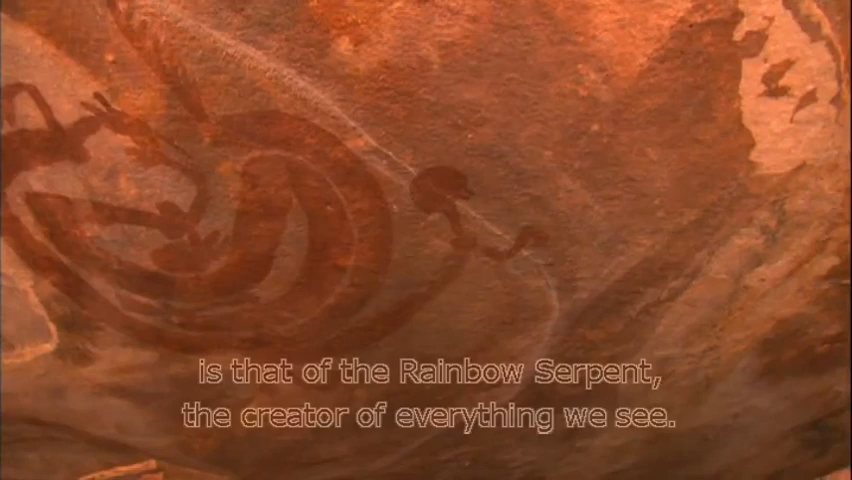 is that of the Rainbow Serpent,
the creator of everything we see.